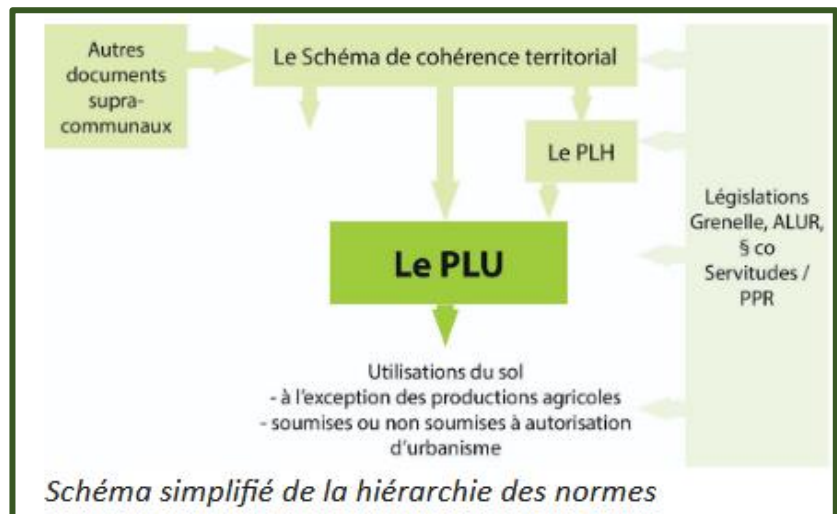 Autres
documents
supra-
communaux
Le Schéma de cohérence territorial
Le PLH
Législations
Grenelle, ALUR,
§ co
Servitudes /
PPR
Le PLU
Utilisations du sol
- à l'exception des productions agricoles
- soumises ou non soumises à autorisation
d'urbanisme
Schéma simplifié de la hiérarchie des normes